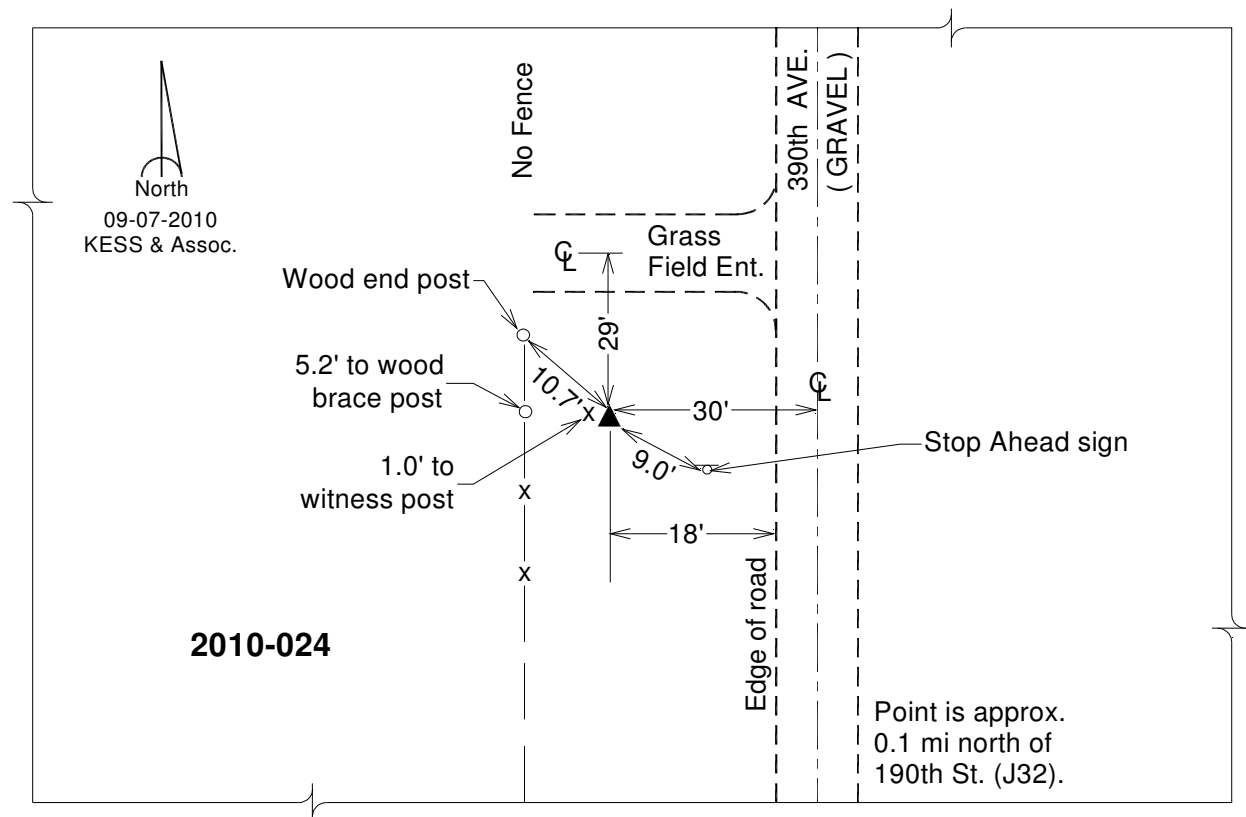 North
09-07-2010
KESS & Assoc.
No Fence
390th AVE.
( GRAVEL )
Grass
Field Ent.
℄
Wood end post
29'
5.2' to wood
brace post
10.7'
x
30'
℄
Stop Ahead sign
9.0'
1.0' to
witness post
x
18'
x
2010-024
Edge of road
Point is approx.
0.1 mi north of
190th St. (J32).